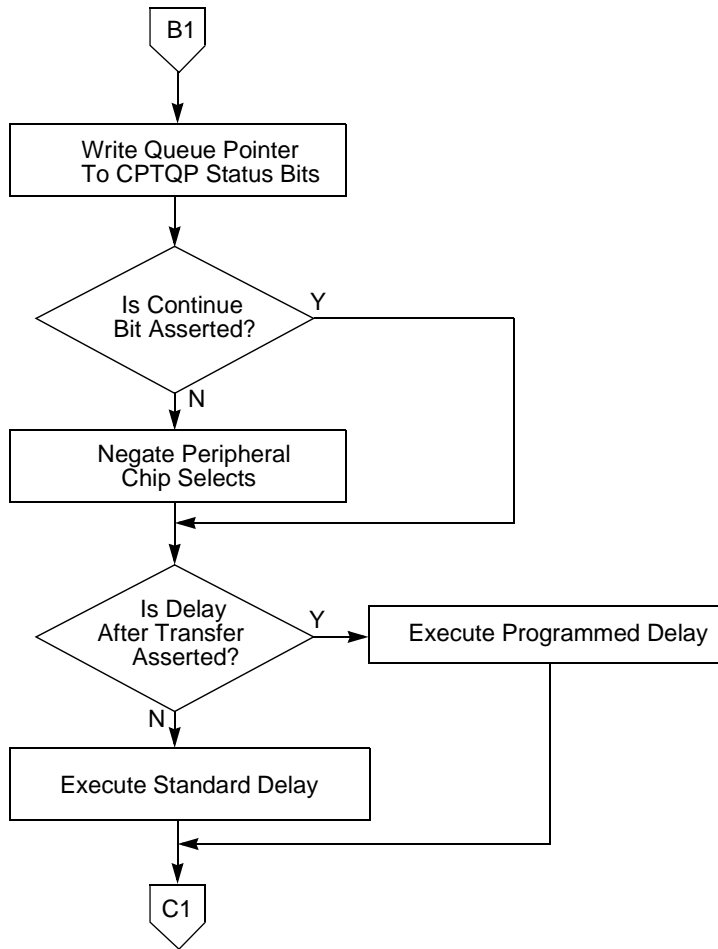 B1
Write Queue Pointer
To CPTQP Status Bits
Is Continue
Bit Asserted?
Y
N
Negate Peripheral
Chip Selects
Is Delay
After Transfer
Asserted?
Y
Execute Programmed Delay
N
Execute Standard Delay
C1